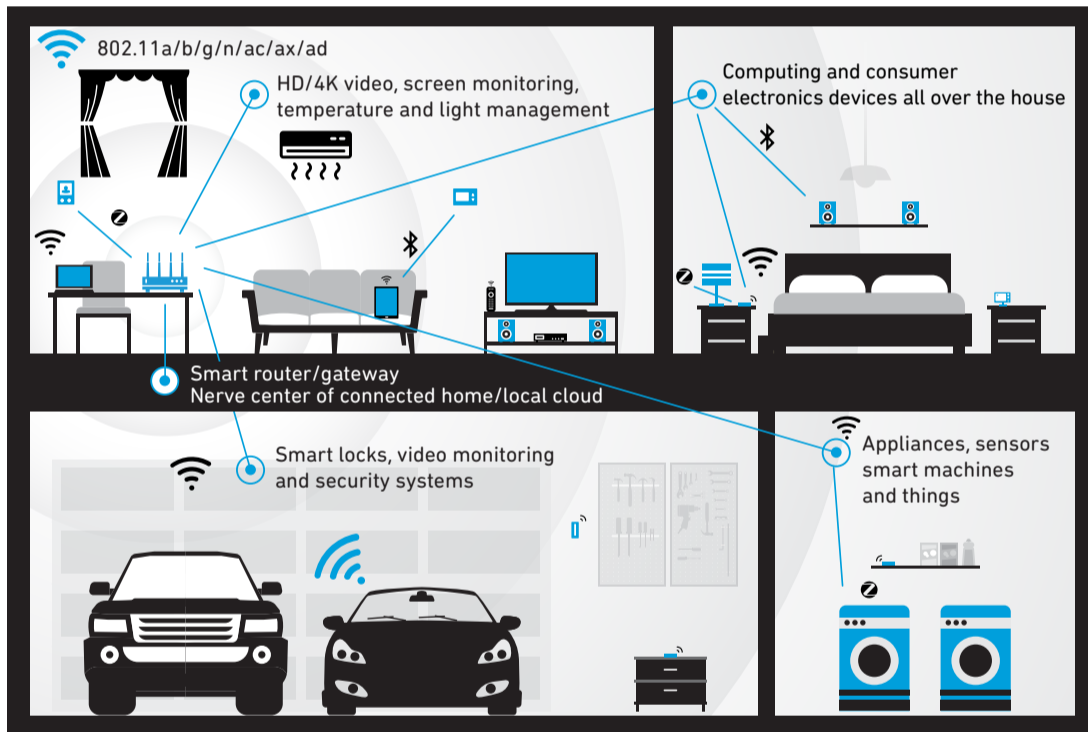 802.11a/b/g/n/ac/ax/ad
HD/4K video, screen monitoring,
temperature and light management
Computing and consumer
electronics devices all over the house
Smart router/gateway
Nerve center of connected home/local cloud
Smart locks, video monitoring
and security systems
Appliances, sensors
smart machines
and things